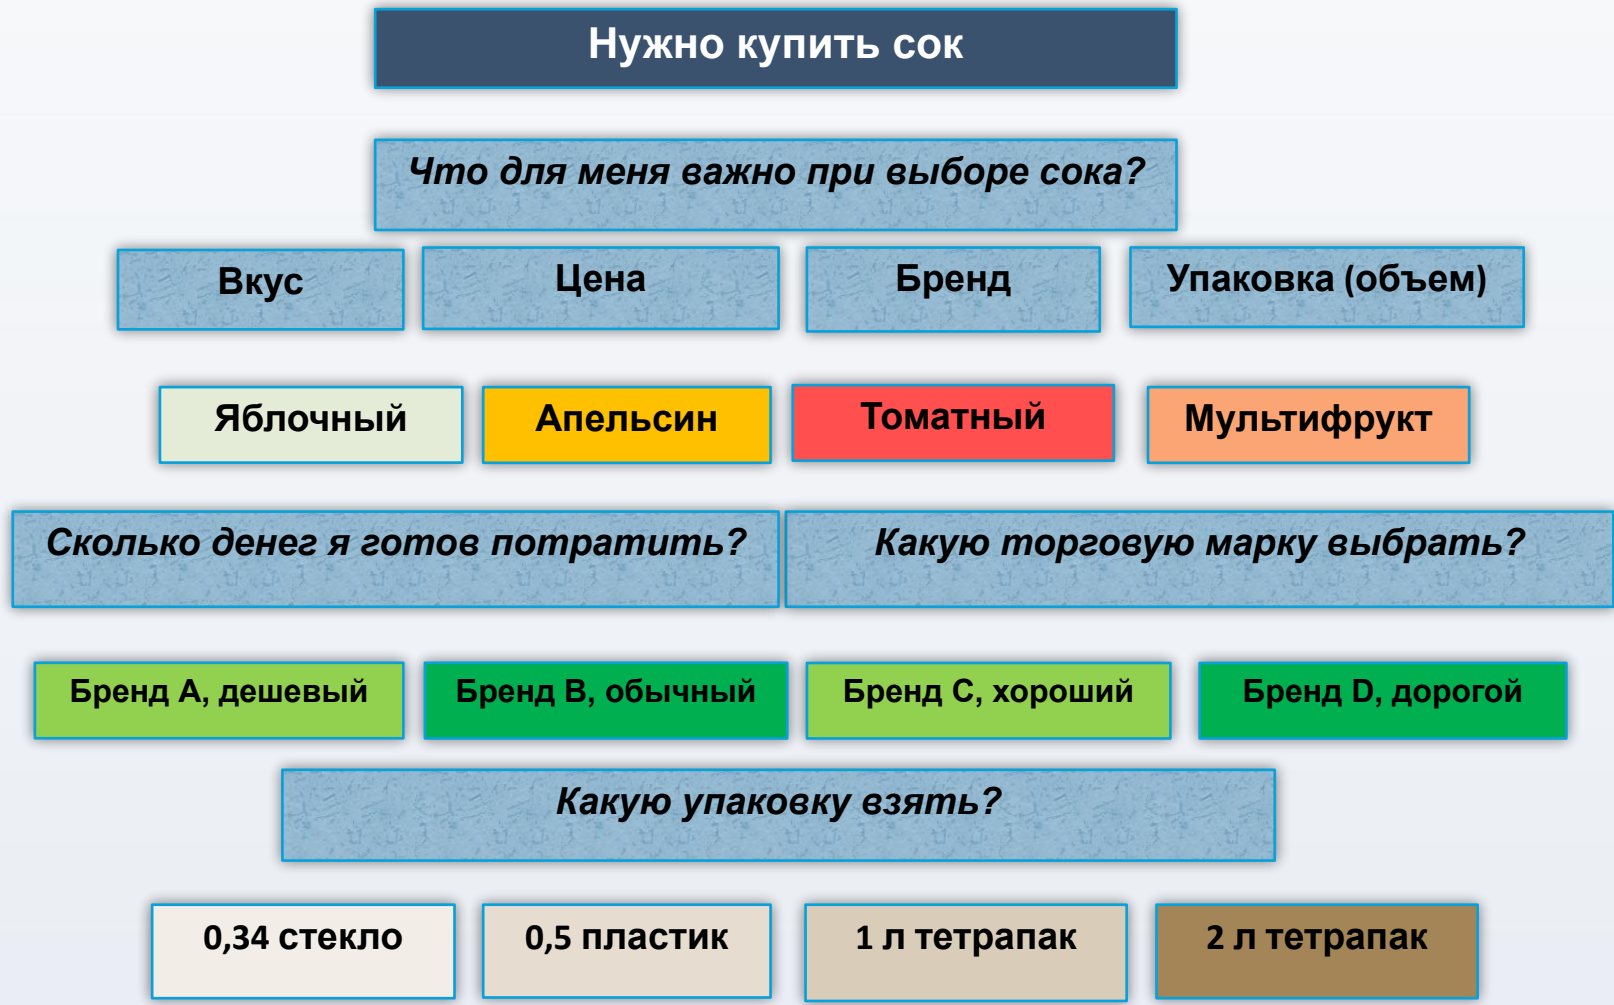 Нужно купить сок
Что для меня важно при выборе сока?
Вкус
Цена
Бренд
Упаковка (объем)
Яблочный
Апельсин
Томатный
Мультифрукт
Сколько денег я готов потратить?
Какую торговую марку выбрать?
Бренд А, дешевый
Бренд В, обычный
Бренд С, хороший
Бренд D, дорогой
Какую упаковку взять?
0,34 стекло
0,5 пластик
1 л тетрапак
2 л тетрапак